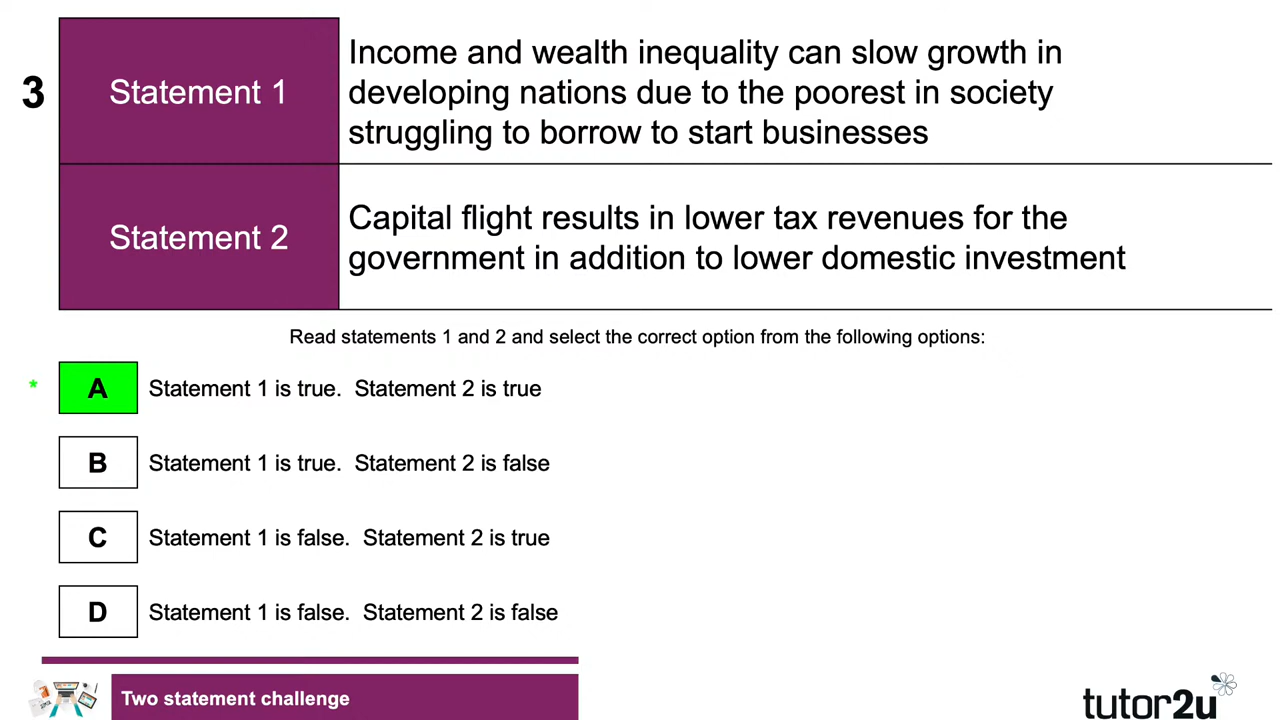 3
Statement 1
Income and wealth inequality can slow growth in
developing nations due to the poorest in society
struggling to borrow to start businesses
Statement 2
Capital flight results in lower tax revenues for the
government in addition to lower domestic investment
Read statements 1 and 2 and select the correct option from the following options:
* A Statement 1 is true. Statement 2 is true
B Statement 1 is true. Statement 2 is false
C Statement 1 is false. Statement 2 is true
D Statement 1 is false. Statement 2 is false
Two statement challenge
tutor2u